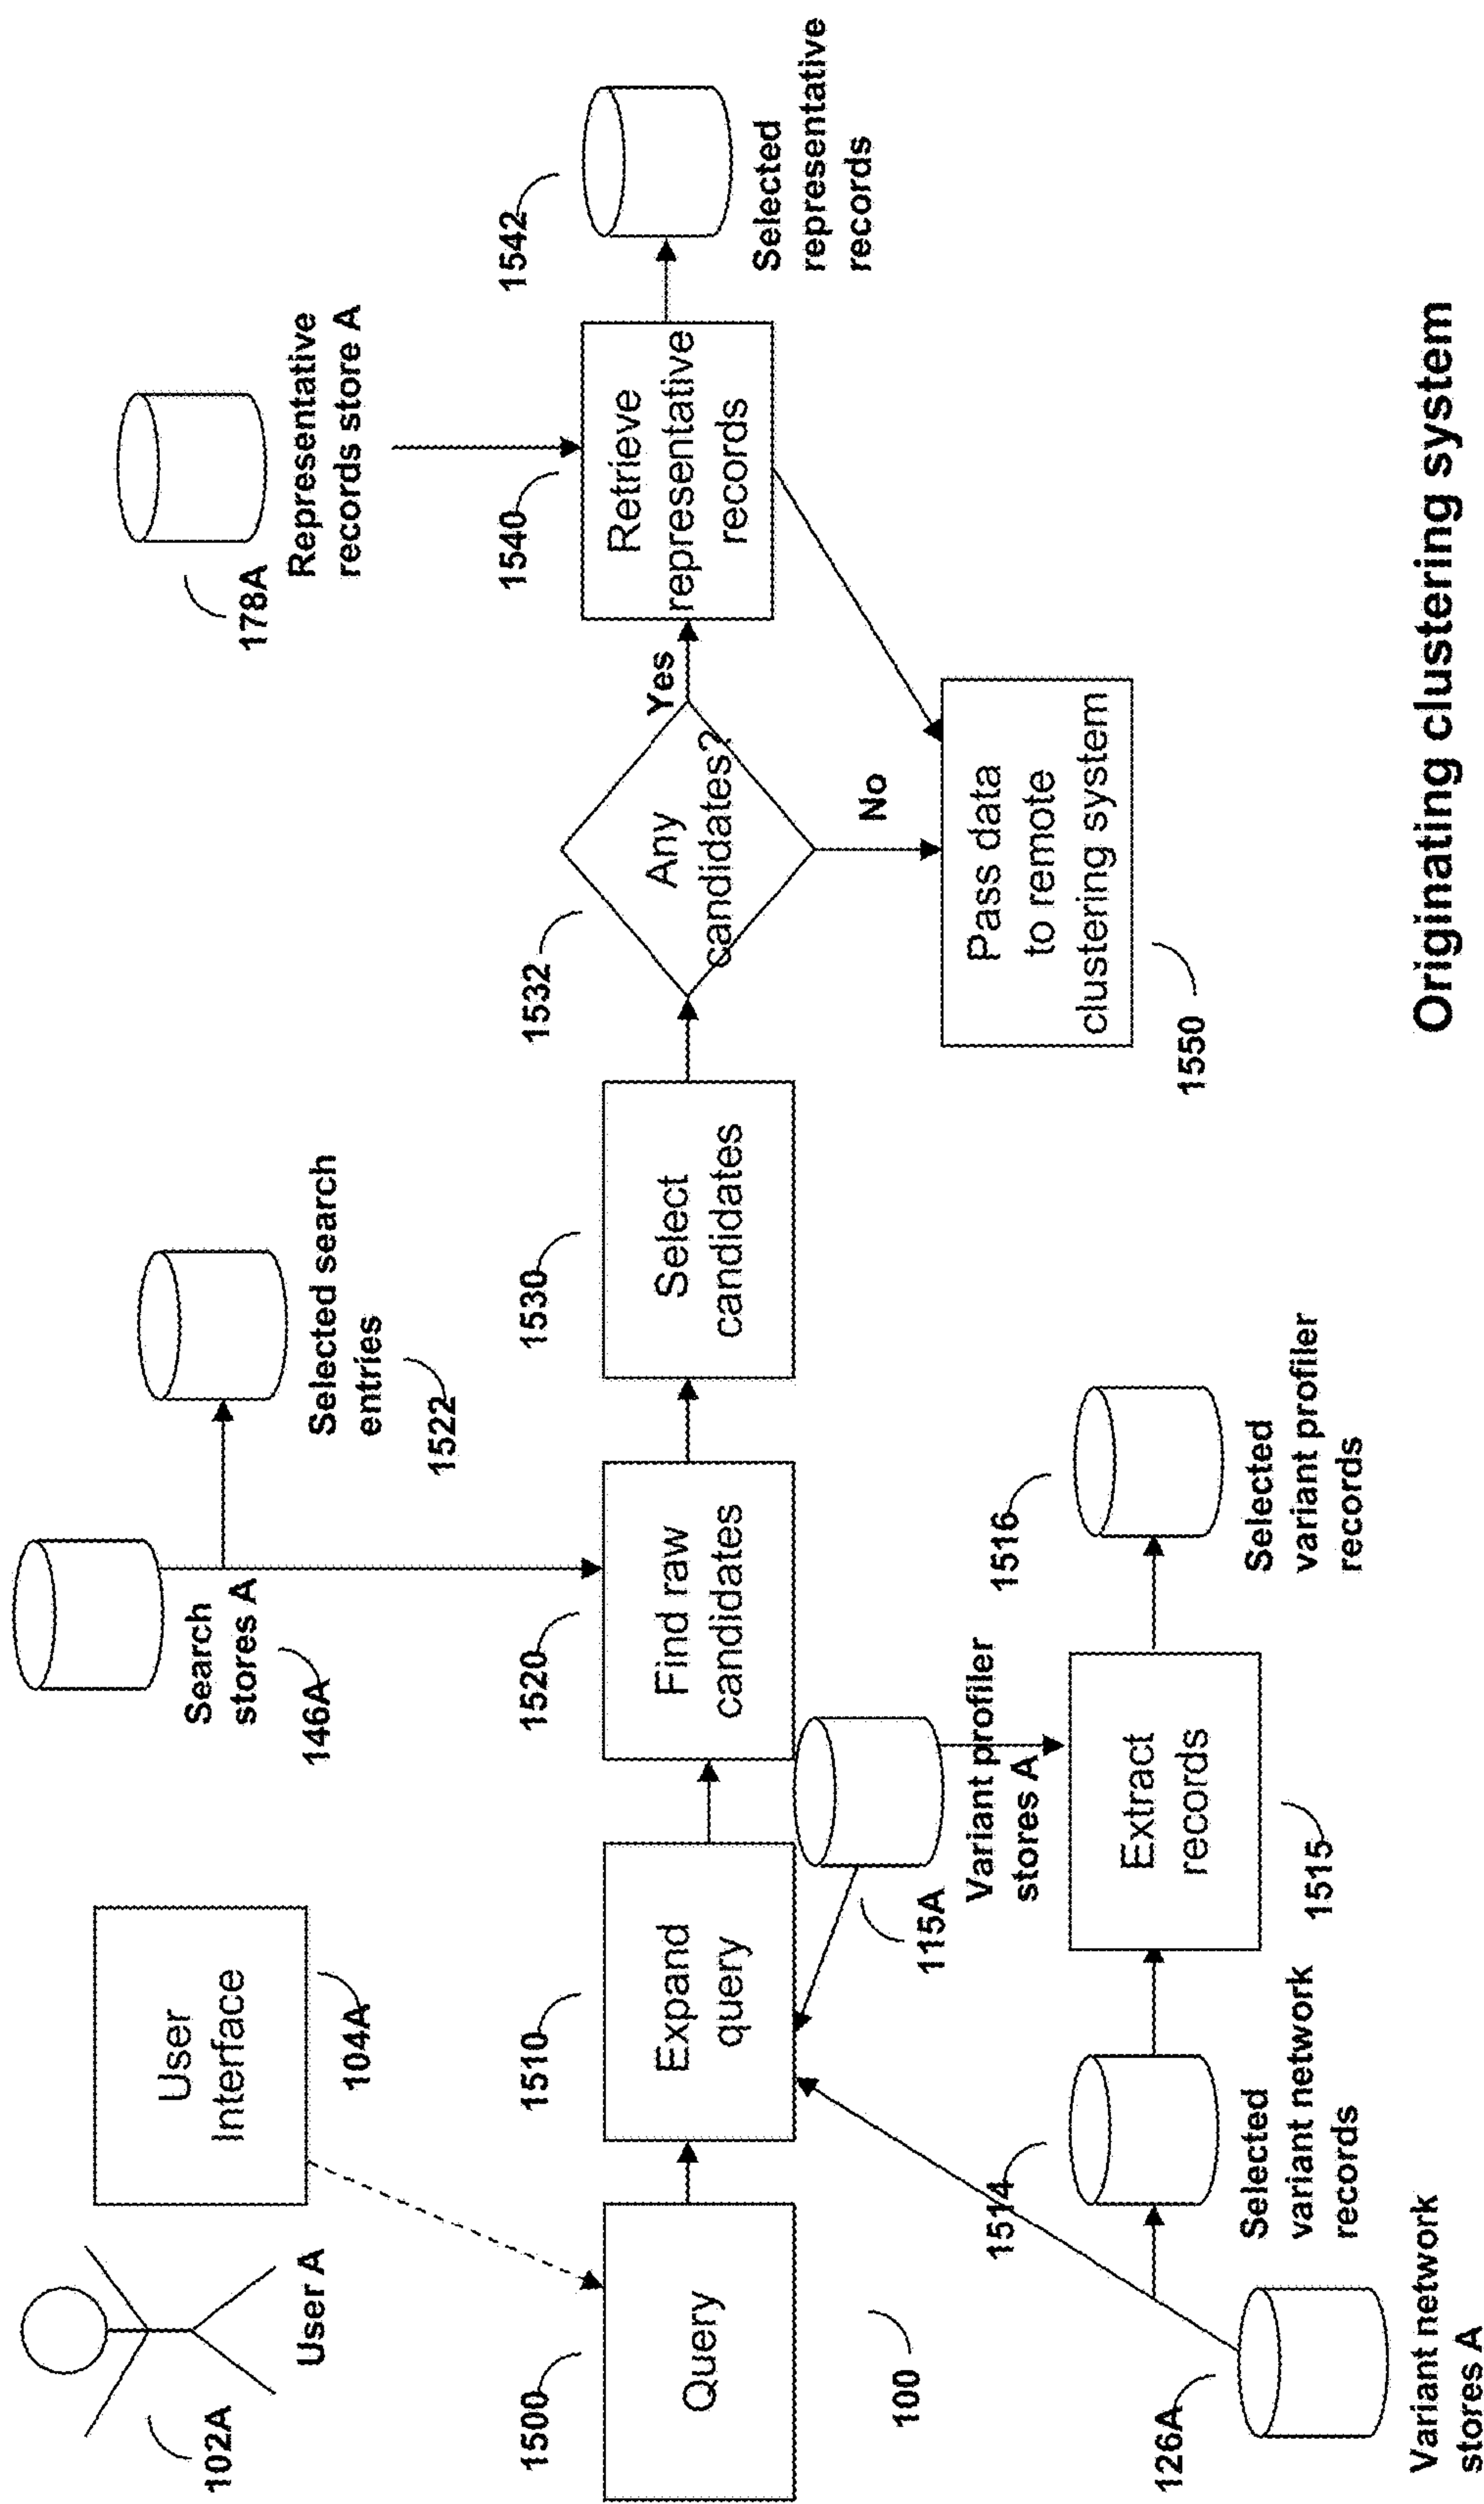 102A
User A
User
Interface
104A
Search
stores A
146A
Selected search
entries
1522
178A
Representative
records store A
1500
Query
100
1510
Expand
query
1520
Find raw
candidates
1530
Select
candidates
1532
Any
candidates?
Yes
No
1540
Retrieve
representative
records
1542
Selected
representative
records
115A
Variant profiler
stores A
1550
Pass data
to remote
clustering system
126A
Variant network
stores A
1514
Selected
variant network
records
1515
Extract
records
1516
Selected
variant profiler
records
Originating clustering system